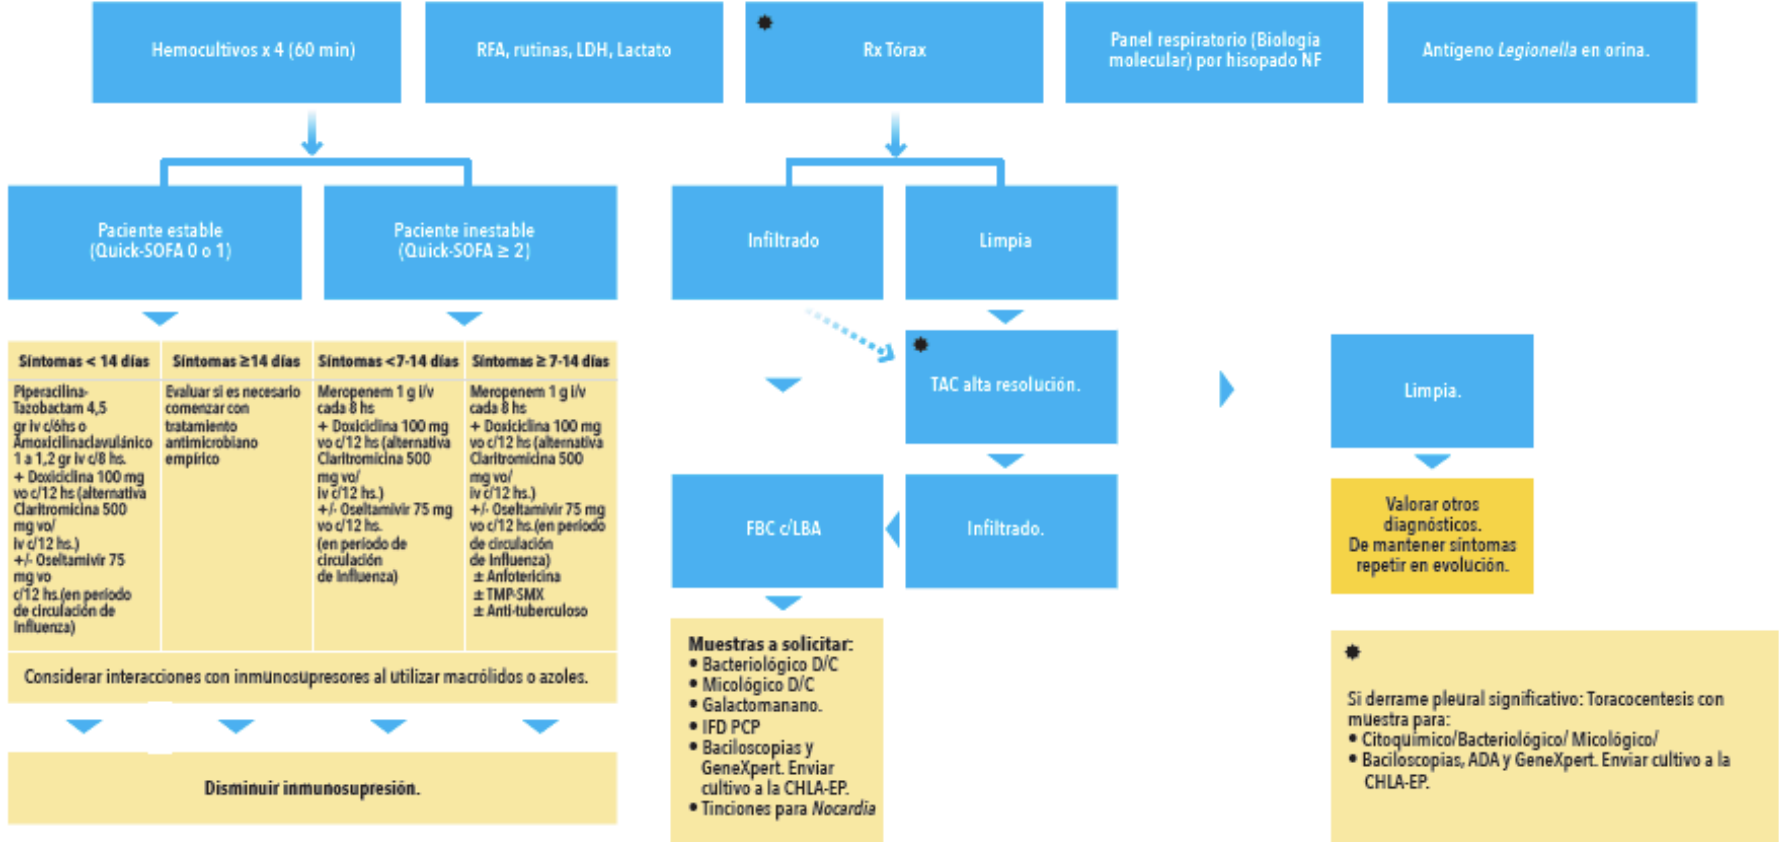 Hemocultivos x 4 (60 min)
RFA, rutinas, LDH, Lactato
Rx Tórax
Panel respiratorio (Biología
molecular) por hisopado NF
Antígeno Legionella en orina.
Paciente estable
(Quick-SOFA 0 o 1)
Paciente inestable
(Quick-SOFA ≥ 2)
Infiltrado
Limpia
Síntomas < 14 días
Piperacilina-
Tazobactam 4,5
gr iv c/6hs o
Amoxicilinaclavulánico
1 a 1,2 gr iv c/8 hs.
+ Doxiciclina 100 mg
vo c/12 hs (alternativa
Claritromicina 500
mg vo/
iv c/12 hs.)
+/- Oseltamivir 75
mg vo
c/12 hs.(en período
de circulación de
Influenza)
Síntomas ≥14 días
Evaluar si es necesario
comenzar con
tratamiento
antimicrobiano
empírico
Síntomas <7-14 días
Meropenem 1 g i/v
cada 8 hs
+ Doxiciclina 100 mg
vo c/12 hs (alternativa
Claritromicina 500
mg vo/
iv c/12 hs.)
+/- Oseltamivir 75 mg
vo c/12 hs.
(en período de
circulación
de Influenza)
Síntomas ≥ 7-14 días
Meropenem 1 g i/v
cada 8 hs
+ Doxiciclina 100 mg
vo c/12 hs (alternativa
Claritromicina 500
mg vo/
iv c/12 hs.)
+/- Oseltamivir 75 mg
vo c/12 hs.(en período
de circulación
de Influenza)
± Anfotericina
± TMP-SMX
± Anti-tuberculoso
Considerar interacciones con inmunosupresores al utilizar macrólidos o azoles.
Disminuir inmunosupresión.
TAC alta resolución.
Limpia.
FBC c/LBA
Infiltrado.
Valorar otros
diagnósticos.
De mantener síntomas
repetir en evolución.
Muestras a solicitar:
• Bacteriológico D/C
• Micológico D/C
• Galactomanano.
• IFD PCP
• Baciloscopias y
GeneXpert. Enviar
cultivo a la CHLA-EP.
• Tinciones para Nocardia
Si derrame pleural significativo: Toracocentesis con
muestra para:
• Citoquímico/Bacteriológico/ Micológico/
• Baciloscopias, ADA y GeneXpert. Enviar cultivo a la
CHLA-EP.